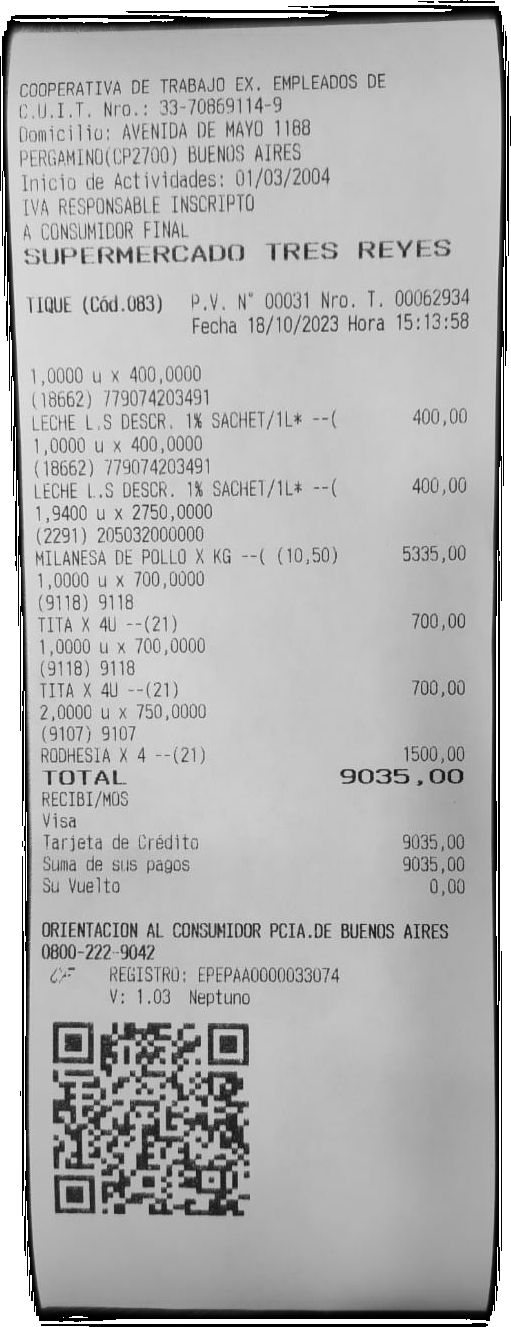 COOPERATIVA DE TRABAJO EX. EMPLEADOS DE
C.U.I.T. Nro.: 33-70869114-9
Domicilio: AVENIDA DE MAYO 1188
PERGAMINO(CP2700) BUENOS AIRES
Inicio de Actividades: 01/03/2004
IVA RESPONSABLE INSCRIPTO
A CONSUMIDOR FINAL
SUPERMERCADO TRES REYES
TIQUE (Cód.083) P.V. N° 00031 Nro. T. 00062934
Fecha 18/10/2023 Hora 15:13:58
1,0000 u x 400,0000
(18662) 779074203491
LECHE L.S DESCR. 1% SACHET/1L* --( 400,00
1,0000 u x 400,0000
(18662) 779074203491
LECHE L.S DESCR. 1% SACHET/1L* --( 400,00
1,9400 u x 2750,0000
(2291) 205032000000
MILANESA DE POLLO X KG --( (10,50) 5335,00
1,0000 u x 700,0000
(9118) 9118
TITA X 4U --(21) 700,00
1,0000 u x 700,0000
(9118) 9118
TITA X 4U --(21) 700,00
2,0000 u x 750,0000
(9107) 9107
RODHESIA X 4 --(21) 1500,00
TOTAL 9035,00
RECIBI/MOS
Visa
Tarjeta de Crédito 9035,00
Suma de sus pagos 9035,00
Su Vuelto 0,00
ORIENTACION AL CONSUMIDOR PCIA.DE BUENOS AIRES
0800-222-9042
CF REGISTRO: EPEPAA0000033074
V: 1.03 Neptuno